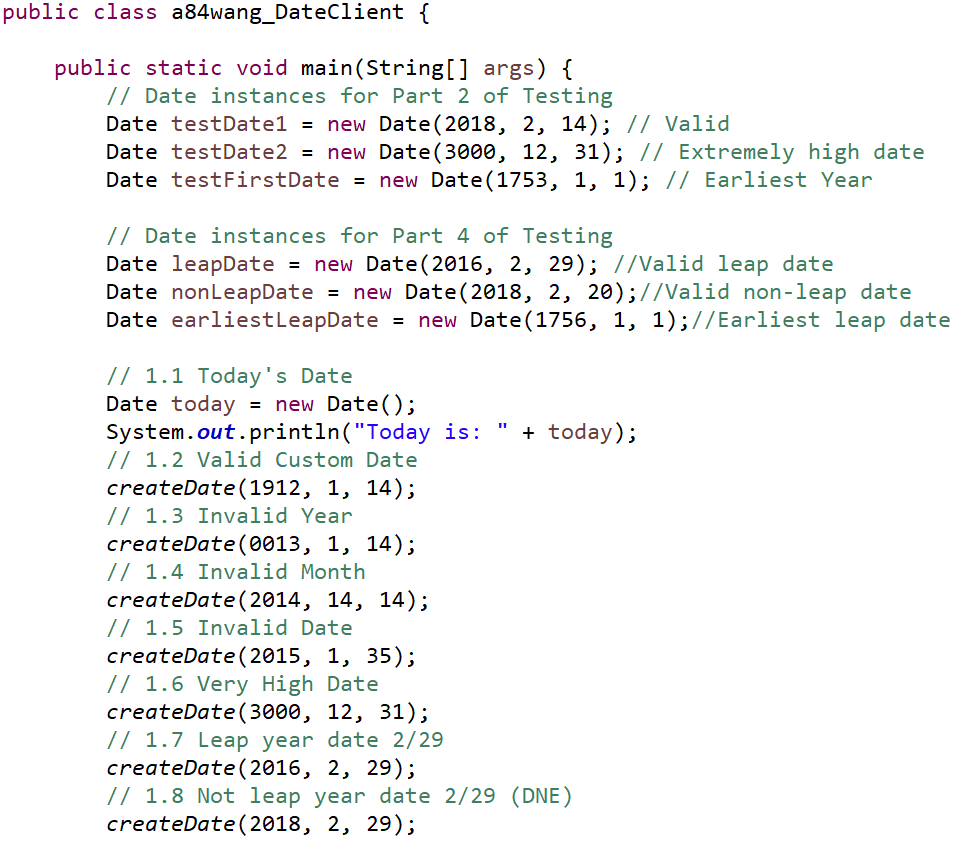 public class a84wang_DateClient {
public static void main(String[] args) {
// Date instances for Part 2 of Testing
Date testDate1 = new Date(2018, 2, 14); // Valid
Date testDate2 = new Date(3000, 12, 31); // Extremely high date
Date testFirstDate = new Date(1753, 1, 1); // Earliest Year
// Date instances for Part 4 of Testing
Date leapDate = new Date(2016, 2, 29); //Valid leap date
Date nonLeapDate = new Date(2018, 2, 20);//Valid non-leap date
Date earliestLeapDate = new Date(1756, 1, 1);//Earliest leap date
// 1.1 Today's Date
Date today = new Date();
System.out.println("Today is: " + today);
// 1.2 Valid Custom Date
createDate(1912, 1, 14);
// 1.3 Invalid Year
createDate(0013, 1, 14);
// 1.4 Invalid Month
createDate(2014, 14, 14);
// 1.5 Invalid Date
createDate(2015, 1, 35);
// 1.6 Very High Date
createDate(3000, 12, 31);
// 1.7 Leap year date 2/29
createDate(2016, 2, 29);
// 1.8 Not leap year date 2/29 (DNE)
createDate(2018, 2, 29);